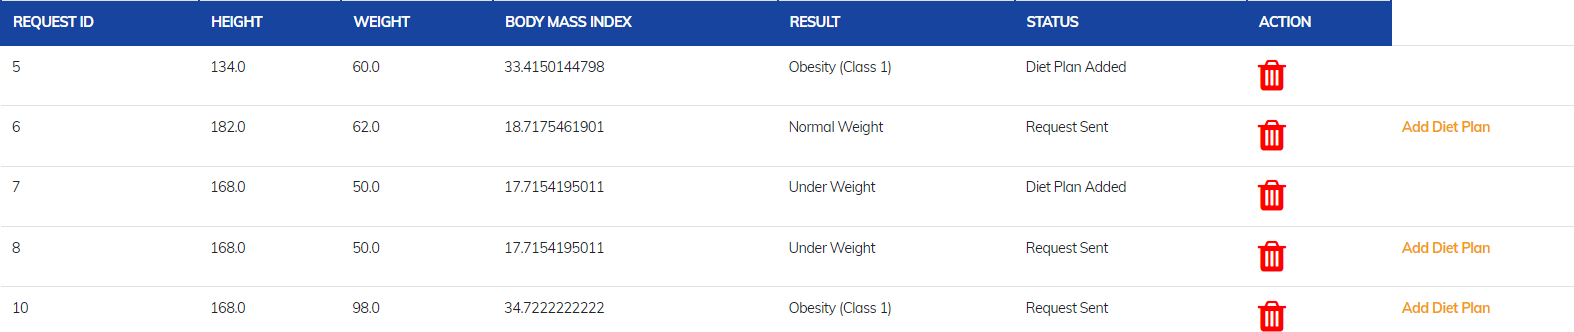 REQUEST ID HEIGHT WEIGHT BODY MASS INDEX RESULT STATUS ACTION
5 134.0 60.0 33.4150144798 Obesity (Class 1) Diet Plan Added
6 182.0 62.0 18.7175461901 Normal Weight Request Sent Add Diet Plan
7 168.0 50.0 17.7154195011 Under Weight Diet Plan Added
8 168.0 50.0 17.7154195011 Under Weight Request Sent Add Diet Plan
10 168.0 98.0 34.7222222222 Obesity (Class 1) Request Sent Add Diet Plan